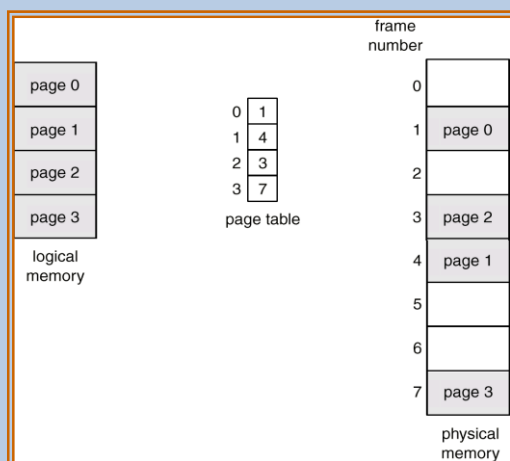 frame
number
page 0
page 1
page 2
page 3
logical
memory
0 1
1 4
2 3
3 7
page table
0
1 page 0
2
3 page 2
4 page 1
5
6
7 page 3
physical
memory